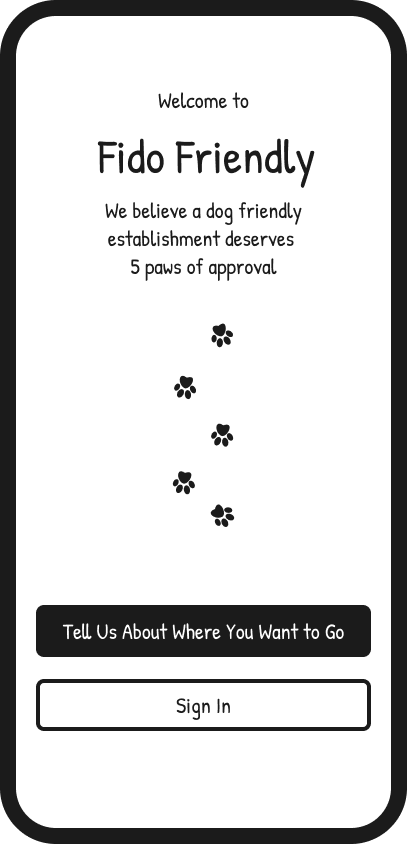 Welcome to
Fido Friendly
We believe a dog friendly
establishment deserves
5 paws of approval
Tell Us About Where You Want to Go
Sign In